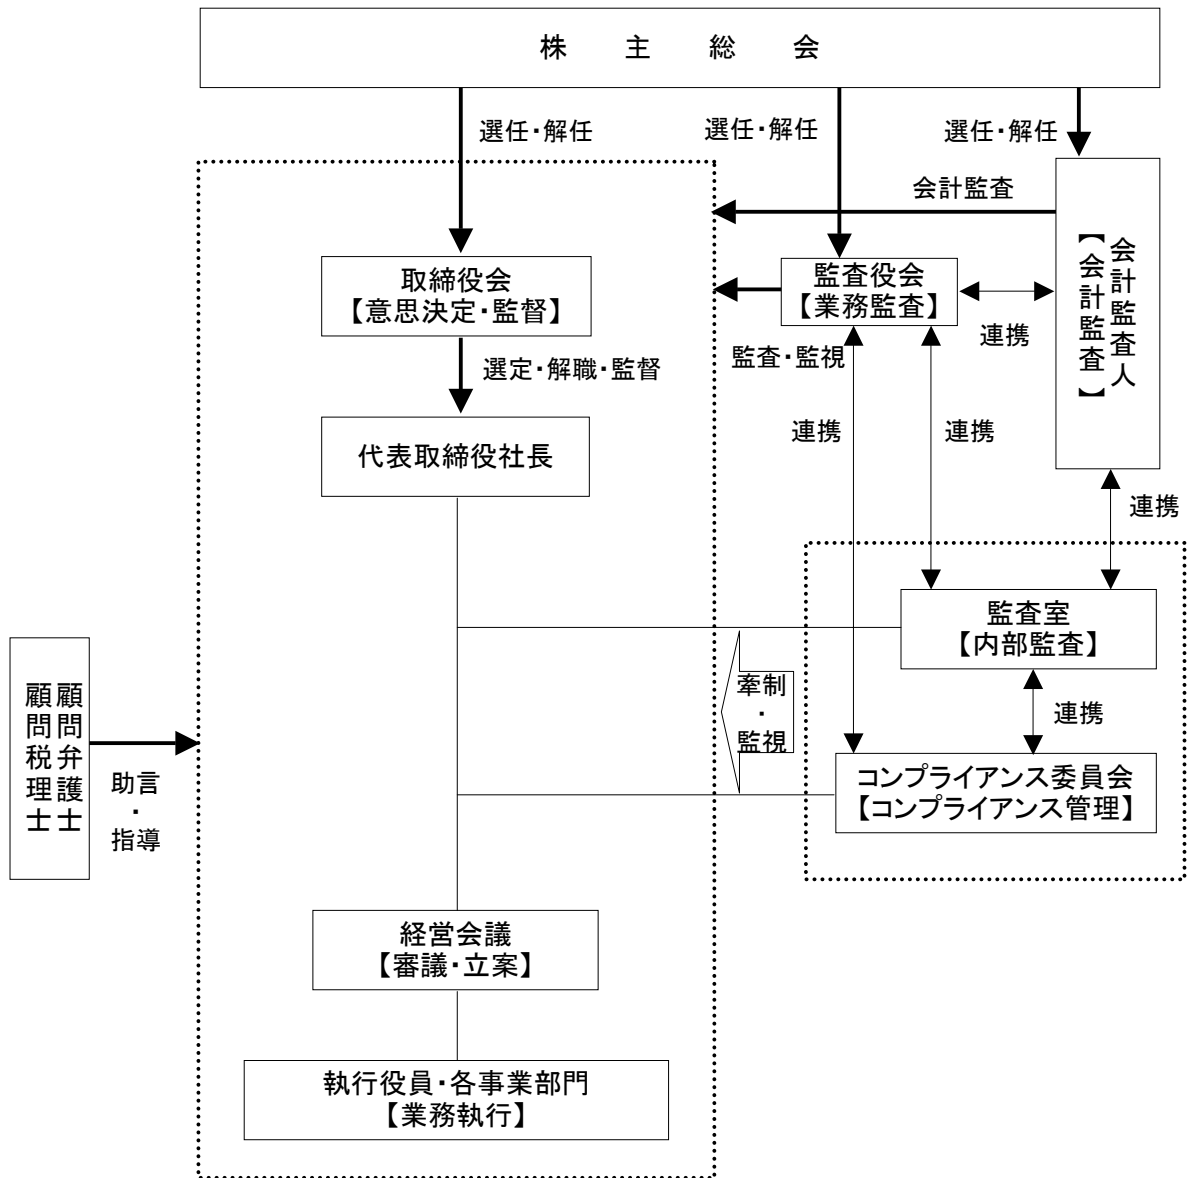 株　主　総　会
選任・解任
選任・解任
選任・解任
会計監査
会計監査人
【会計監査】
取締役会
【意思決定・監督】
監査役会
【業務監査】
連携
監査・監視
選定・解職・監督
代表取締役社長
連携
連携
連携
監査室
【内部監査】
牽制
・
監視
連携
顧問弁護士
顧問税理士
助言
・
指導
コンプライアンス委員会
【コンプライアンス管理】
経営会議
【審議・立案】
執行役員・各事業部門
【業務執行】